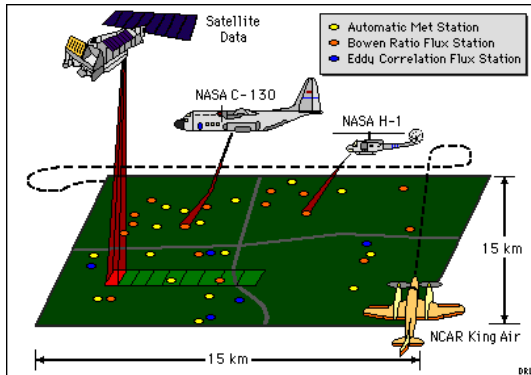 Satellite
Data
Automatic Met Station
Bowen Ratio Flux Station
Eddy Correlation Flux Station
NASA C-130
NASA H-1
15 km
NCAR King Air
15 km